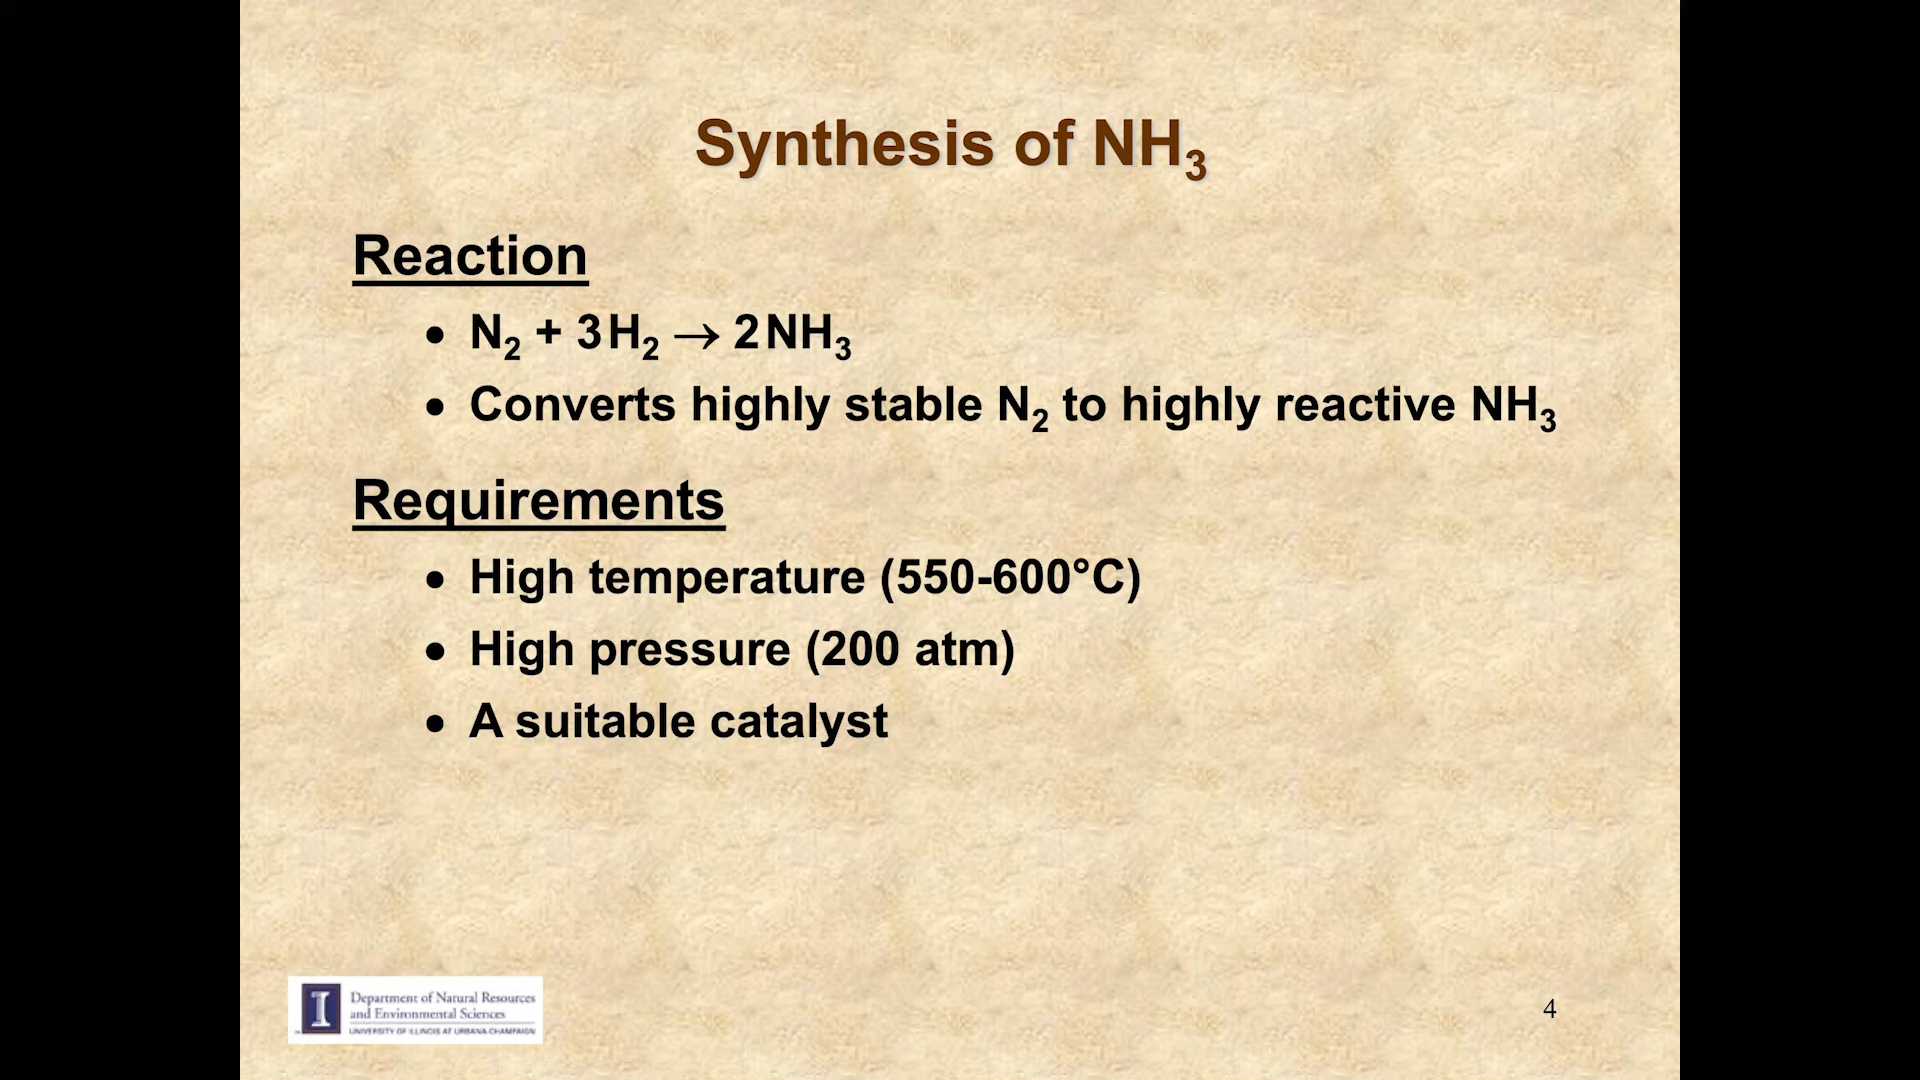 Synthesis of NH₃
Reaction
• N₂ + 3H₂ → 2NH₃
• Converts highly stable N₂ to highly reactive NH₃
Requirements
• High temperature (550-600°C)
• High pressure (200 atm)
• A suitable catalyst
I
Department of Natural Resources
and Environmental Sciences
UNIVERSITY OF ILLINOIS AT URBANA-CHAMPAIGN
4